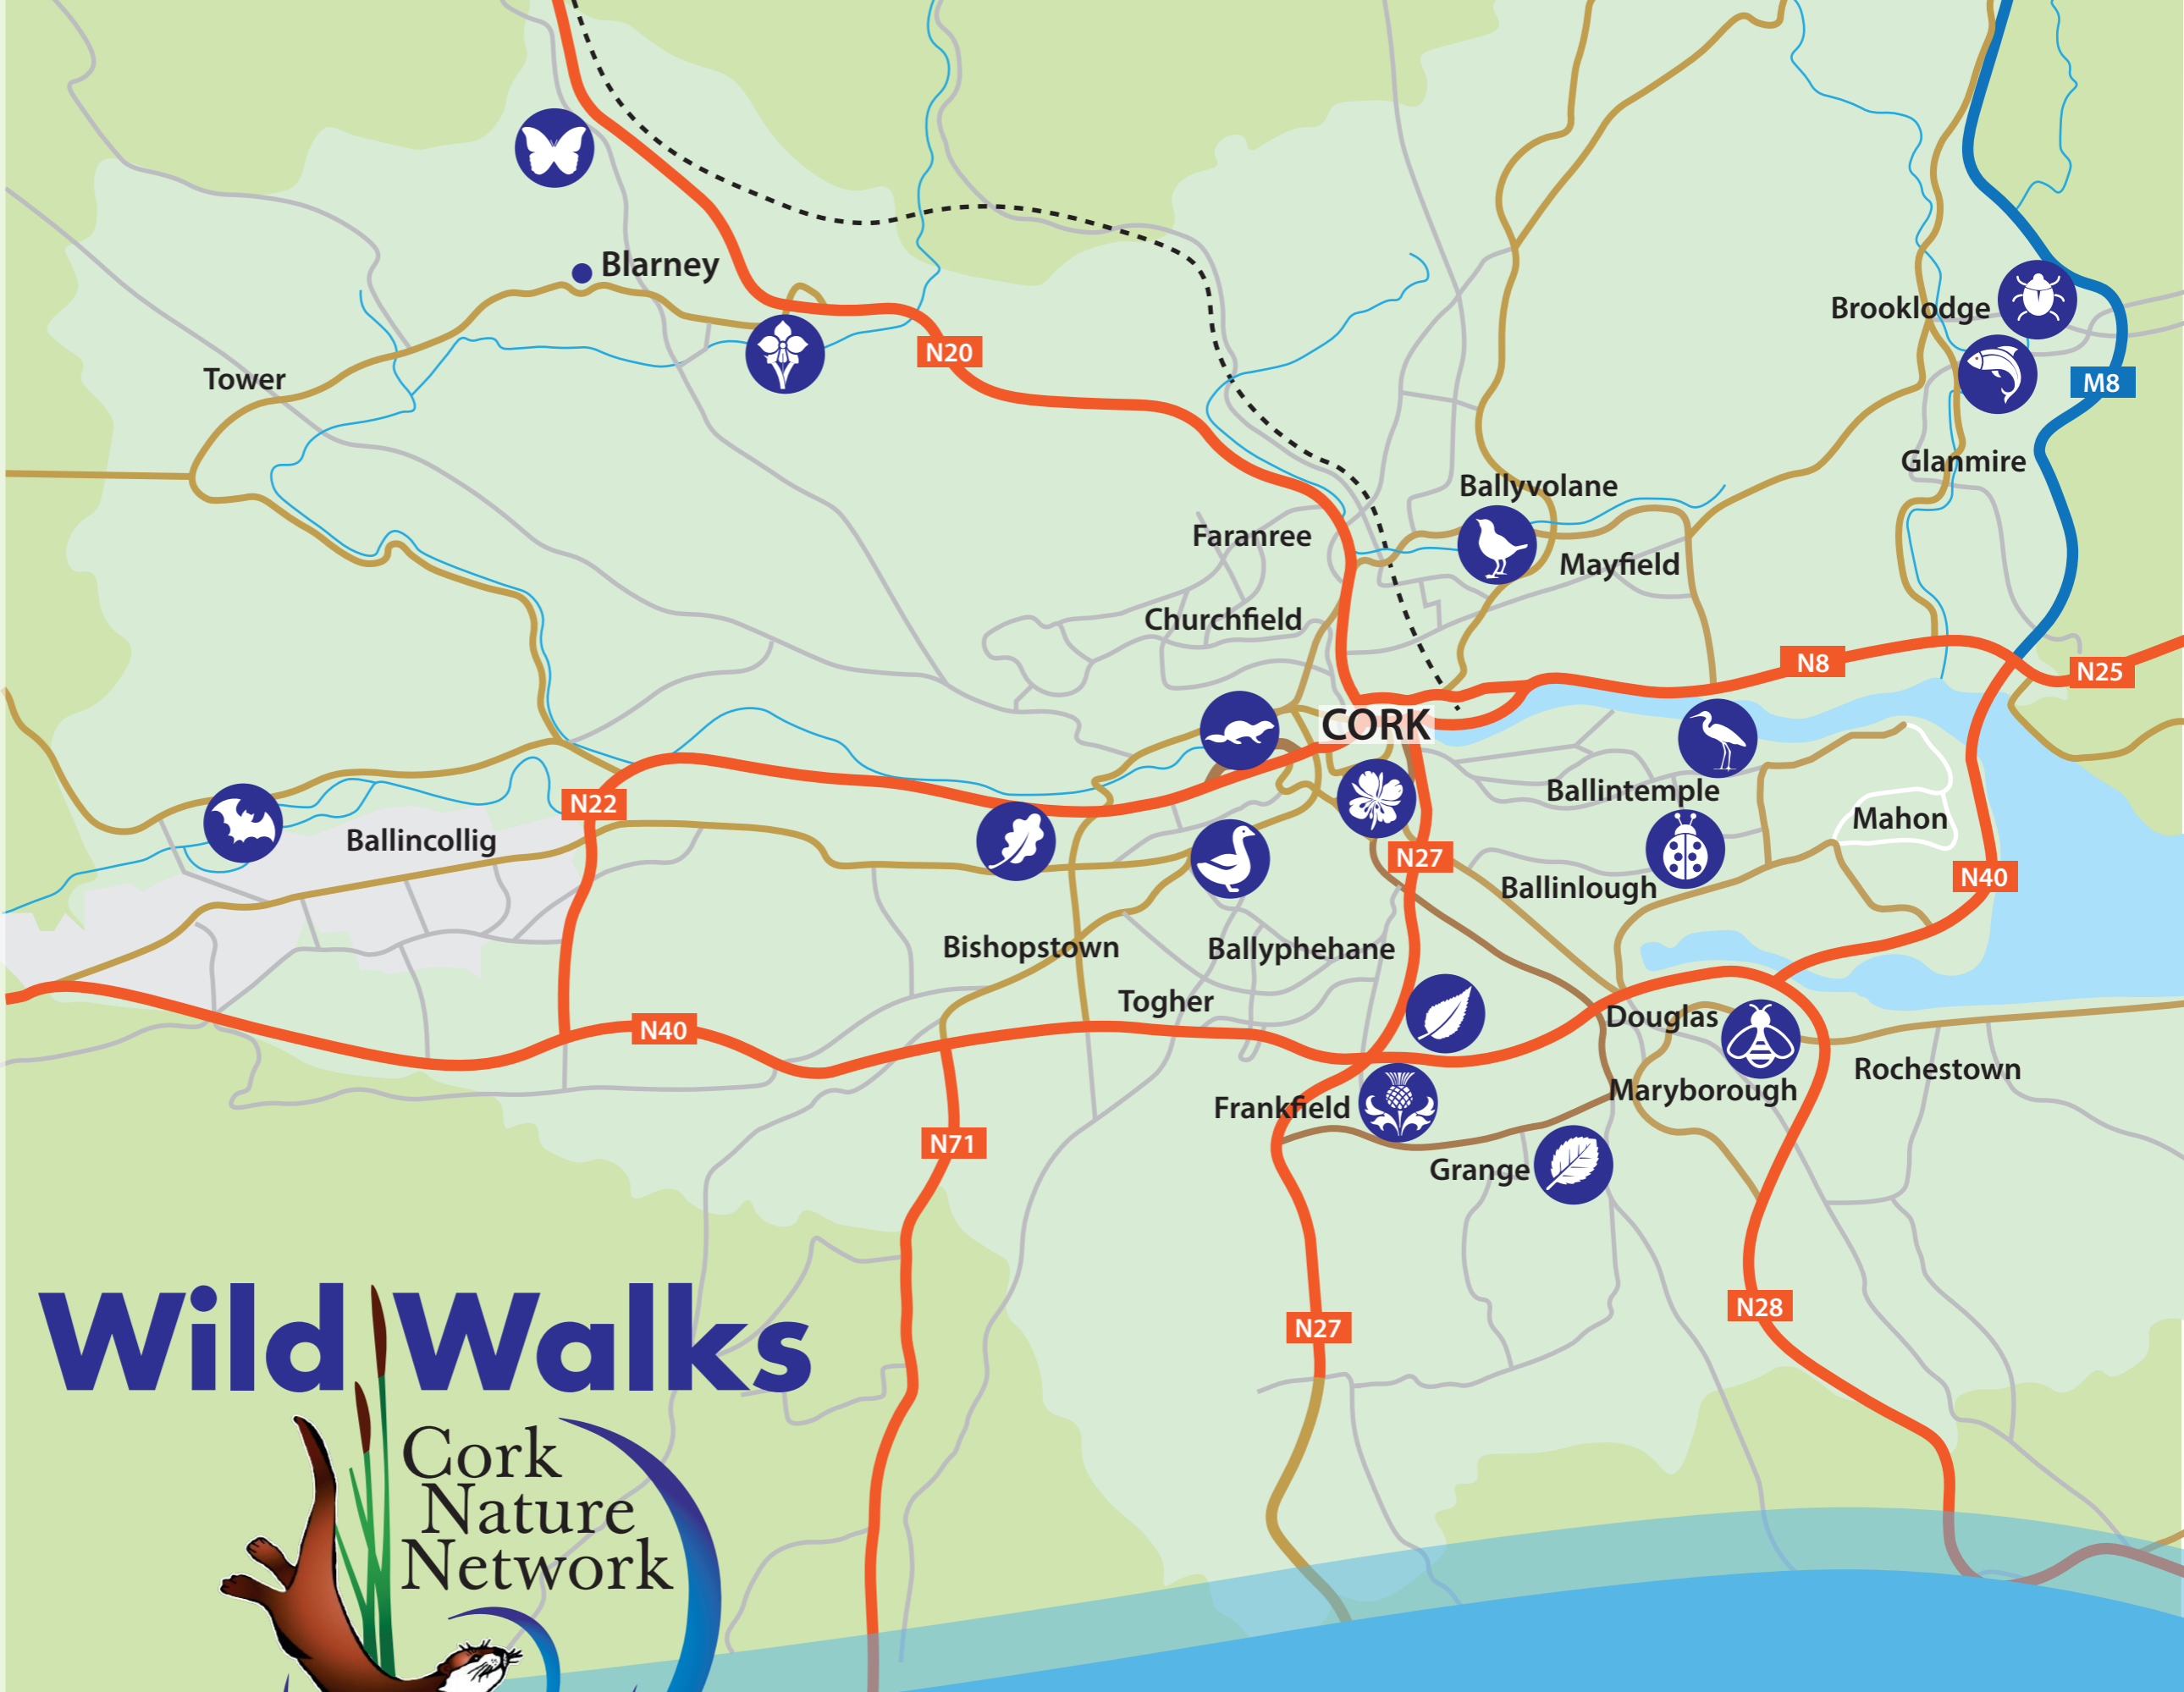 Blarney
Brooklodge
N20
Tower
M8
Glanmire
Ballyvolane
Faranree
Mayfield
Churchfield
N8
N25
CORK
Ballintemple
N22
Mahon
Ballincollig
N27
N40
Ballinlough
Bishopstown
Ballyphehane
Togher
Douglas
N40
Rochestown
Maryborough
Frankfield
N71
Grange
N28
N27
Wild Walks
Cork
Nature
Network